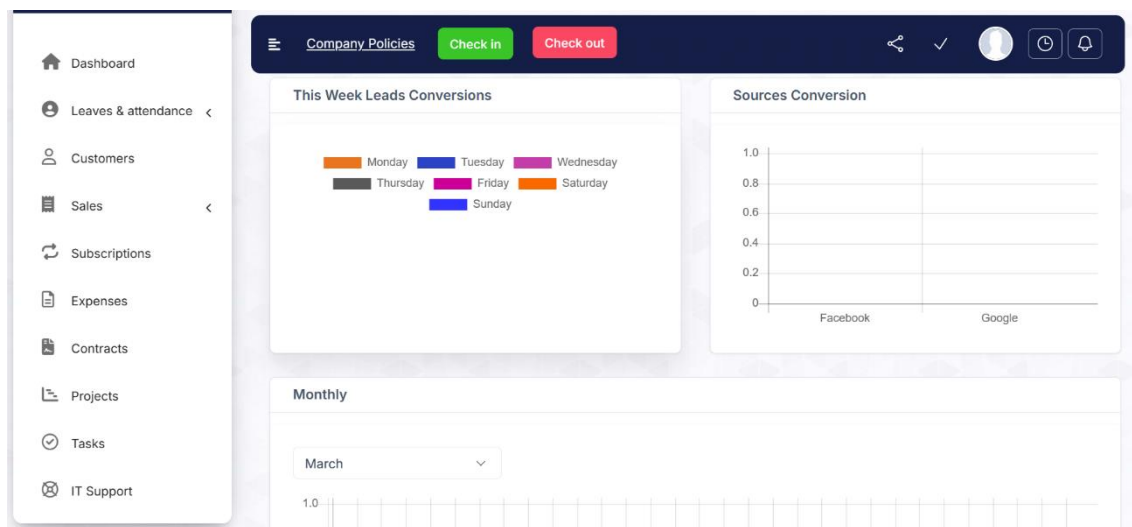 Dashboard
Leaves & attendance
Customers
Sales
Subscriptions
Expenses
Contracts
Projects
Tasks
IT Support
Company Policies Check in Check out
This Week Leads Conversions
Monday Tuesday Wednesday
Thursday Friday Saturday
Sunday
Sources Conversion
1.0
0.8
0.6
0.4
0.2
0
Facebook Google
Monthly
March
1.0